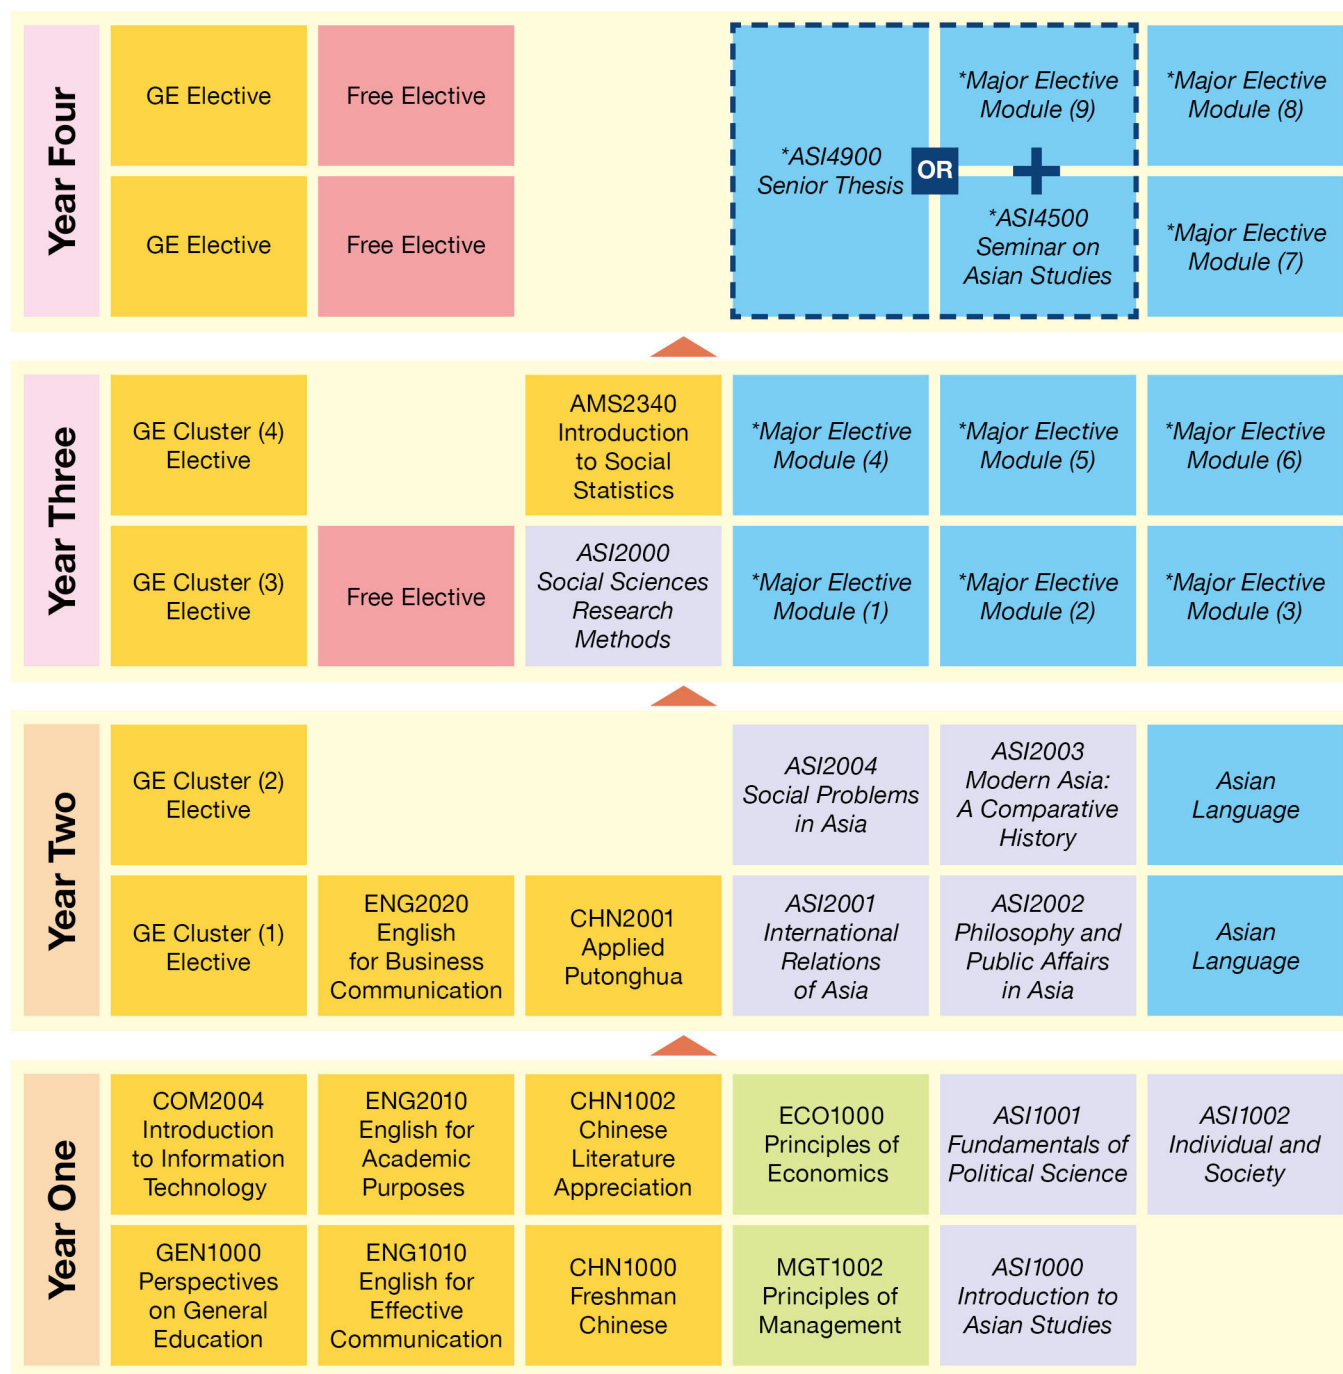 Year Four
GE Elective
Free Elective
*ASI4900
Senior Thesis
OR
*Major Elective
Module (9)
*Major Elective
Module (8)
GE Elective
Free Elective
*ASI4500
Seminar on
Asian Studies
*Major Elective
Module (7)
Year Three
GE Cluster (4)
Elective
AMS2340
Introduction
to Social
Statistics
*Major Elective
Module (4)
*Major Elective
Module (5)
*Major Elective
Module (6)
GE Cluster (3)
Elective
Free Elective
ASI2000
Social Sciences
Research
Methods
*Major Elective
Module (1)
*Major Elective
Module (2)
*Major Elective
Module (3)
Year Two
GE Cluster (2)
Elective
ASI2004
Social Problems
in Asia
ASI2003
Modern Asia:
A Comparative
History
Asian
Language
GE Cluster (1)
Elective
ENG2020
English
for Business
Communication
CHN2001
Applied
Putonghua
ASI2001
International
Relations
of Asia
ASI2002
Philosophy and
Public Affairs
in Asia
Asian
Language
Year One
COM2004
Introduction
to Information
Technology
ENG2010
English for
Academic
Purposes
CHN1002
Chinese
Literature
Appreciation
ECO1000
Principles of
Economics
ASI1001
Fundamentals of
Political Science
ASI1002
Individual and
Society
GEN1000
Perspectives
on General
Education
ENG1010
English for
Effective
Communication
CHN1000
Freshman
Chinese
MGT1002
Principles of
Management
ASI1000
Introduction to
Asian Studies